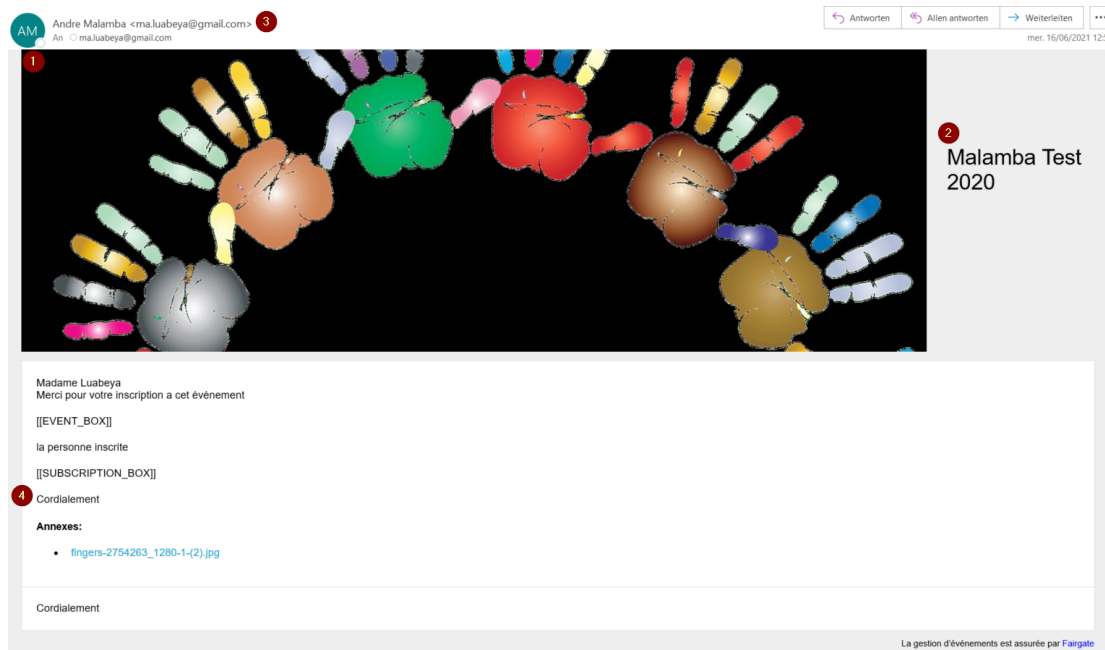 AM
Andre Malamba <ma.luabeya@gmail.com> 3
An ma.luabeya@gmail.com
Antworten
Allen antworten
Weiterleiten
mer. 16/06/2021
1
2
Malamba Test
2020
Madame Luabeya
Merci pour votre inscription a cet évènement
[[EVENT_BOX]]
la personne inscrite
[[SUBSCRIPTION_BOX]]
4
Cordialement
Annexes:
• fingers-2754263_1280-1-(2).jpg
Cordialement
La gestion d'événements est assurée par Fairgate